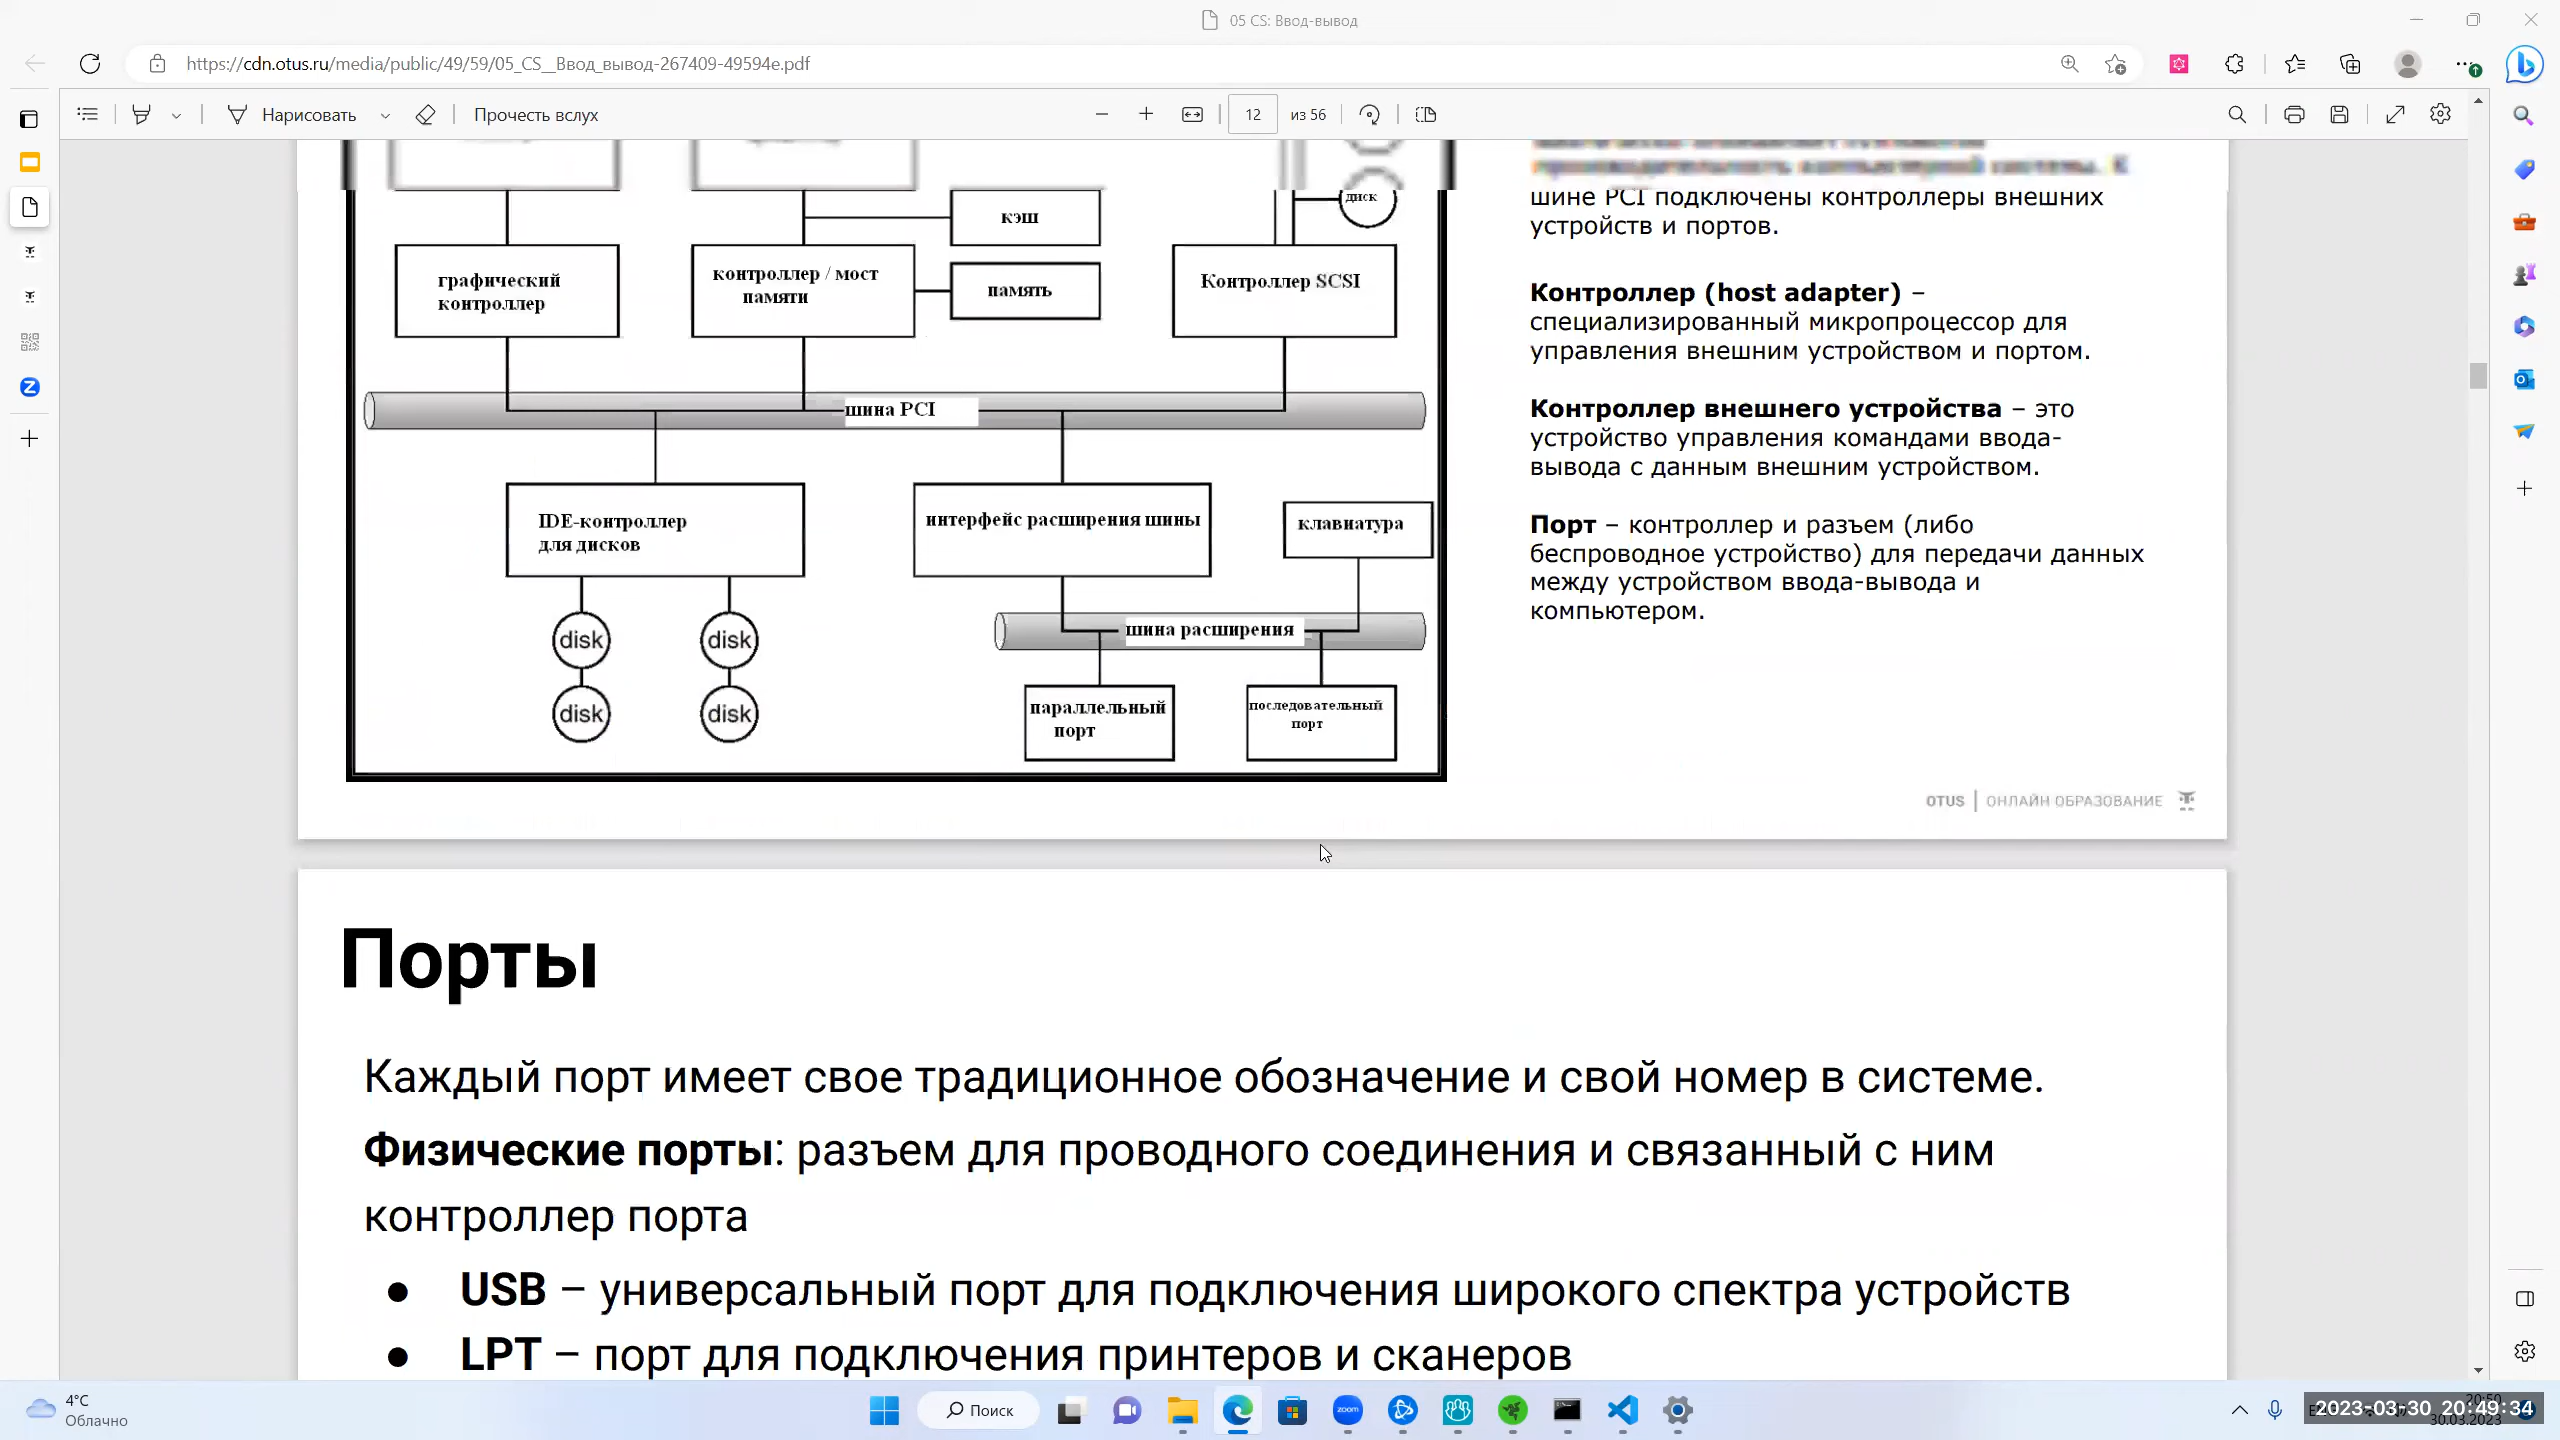 05 CS: Ввод-вывод
https://cdn.otus.ru/media/public/49/59/05_CS__Ввод_вывод-267409-49594e.pdf
Нарисовать
Прочесть вслух
12
из 56
производительность компьютерной системы. К
шине PCI подключены контроллеры внешних
устройств и портов.
диск
кэш
графический
контроллер
контроллер / мост
памяти
память
Контроллер SCSI
Контроллер (host adapter) –
специализированный микропроцессор для
управления внешним устройством и портом.
шина PCI
Контроллер внешнего устройства – это
устройство управления командами ввода-
вывода с данным внешним устройством.
IDE-контроллер
для дисков
интерфейс расширения шины
клавиатура
Порт – контроллер и разъем (либо
беспроводное устройство) для передачи данных
между устройством ввода-вывода и
компьютером.
disk
disk
шина расширения
disk
disk
параллельный
порт
последовательный
порт
OTUS | ОНЛАЙН ОБРАЗОВАНИЕ
Порты
Каждый порт имеет свое традиционное обозначение и свой номер в системе.
Физические порты: разъем для проводного соединения и связанный с ним
контроллер порта
● USB – универсальный порт для подключения широкого спектра устройств
● LPT – порт для подключения принтеров и сканеров
4°C
Облачно
Поиск
zoom
2023-03-30 20:49:34
30.03.2023